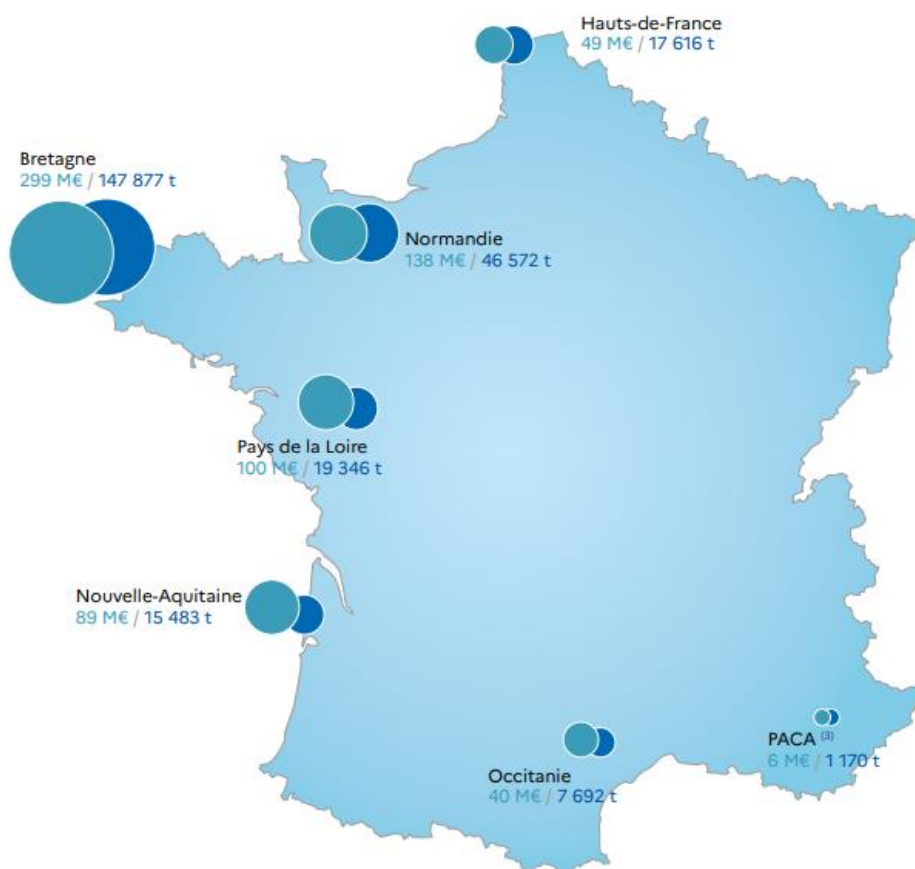 Hauts-de-France
49 M€ / 17 616 t
Bretagne
299 M€ / 147 877 t
Normandie
138 M€ / 46 572 t
Pays de la Loire
100 M€ / 19 346 t
Nouvelle-Aquitaine
89 M€ / 15 483 t
PACA (3)
6 M€ / 1 170 t
Occitanie
40 M€ / 7 692 t